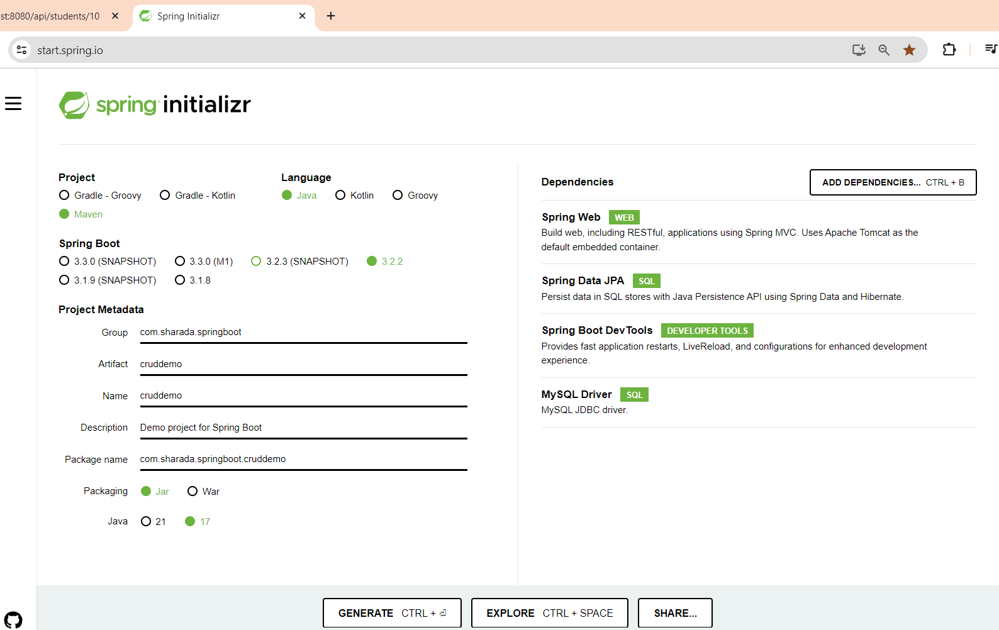 st:8080/api/students/10
Spring Initializr
start.spring.io
spring initializr
Project
Gradle - Groovy Gradle - Kotlin
Maven
Language
Java Kotlin Groovy
Spring Boot
3.3.0 (SNAPSHOT) 3.3.0 (M1) 3.2.3 (SNAPSHOT) 3.2.2
3.1.9 (SNAPSHOT) 3.1.8
Project Metadata
Group com.sharada.springboot
Artifact cruddemo
Name cruddemo
Description Demo project for Spring Boot
Package name com.sharada.springboot.cruddemo
Packaging Jar War
Java 21 17
Dependencies
ADD DEPENDENCIES... CTRL + B
Spring Web WEB
Build web, including RESTful, applications using Spring MVC. Uses Apache Tomcat as the
default embedded container.
Spring Data JPA SQL
Persist data in SQL stores with Java Persistence API using Spring Data and Hibernate.
Spring Boot DevTools DEVELOPER TOOLS
Provides fast application restarts, LiveReload, and configurations for enhanced development
experience.
MySQL Driver SQL
MySQL JDBC driver.
GENERATE CTRL + ⏎
EXPLORE CTRL + SPACE
SHARE...